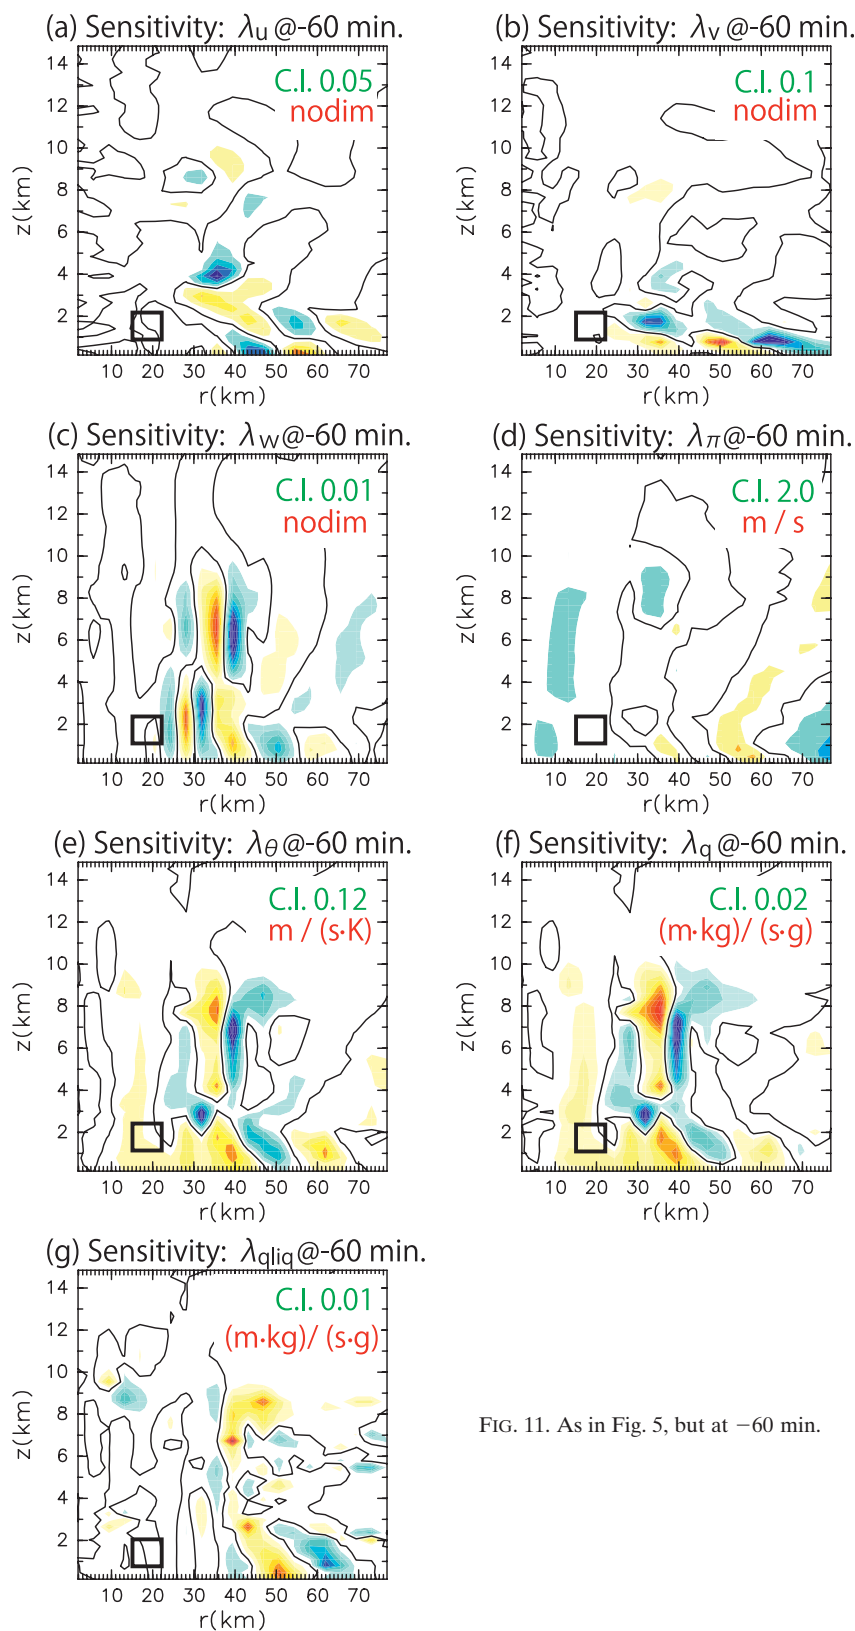 (a) Sensitivity: λu @-60 min.
C.I. 0.05
nodim
14
12
10
8
6
4
2
z(km)
10 20 30 40 50 60 70
r(km)
(b) Sensitivity: λv @-60 min.
C.I. 0.1
nodim
14
12
10
8
6
4
2
z(km)
10 20 30 40 50 60 70
r(km)
(c) Sensitivity: λw@-60 min.
C.I. 0.01
nodim
14
12
10
8
6
4
2
z(km)
10 20 30 40 50 60 70
r(km)
(d) Sensitivity: λπ@-60 min.
C.I. 2.0
m / s
14
12
10
8
6
4
2
z(km)
10 20 30 40 50 60 70
r(km)
(e) Sensitivity: λθ @-60 min.
C.I. 0.12
m / (s·K)
14
12
10
8
6
4
2
z(km)
10 20 30 40 50 60 70
r(km)
(f) Sensitivity: λq @-60 min.
C.I. 0.02
(m·kg)/ (s·g)
14
12
10
8
6
4
2
z(km)
10 20 30 40 50 60 70
r(km)
(g) Sensitivity: λqliq@-60 min.
C.I. 0.01
(m·kg)/ (s·g)
14
12
10
8
6
4
2
z(km)
10 20 30 40 50 60 70
r(km)
FIG. 11. As in Fig. 5, but at −60 min.